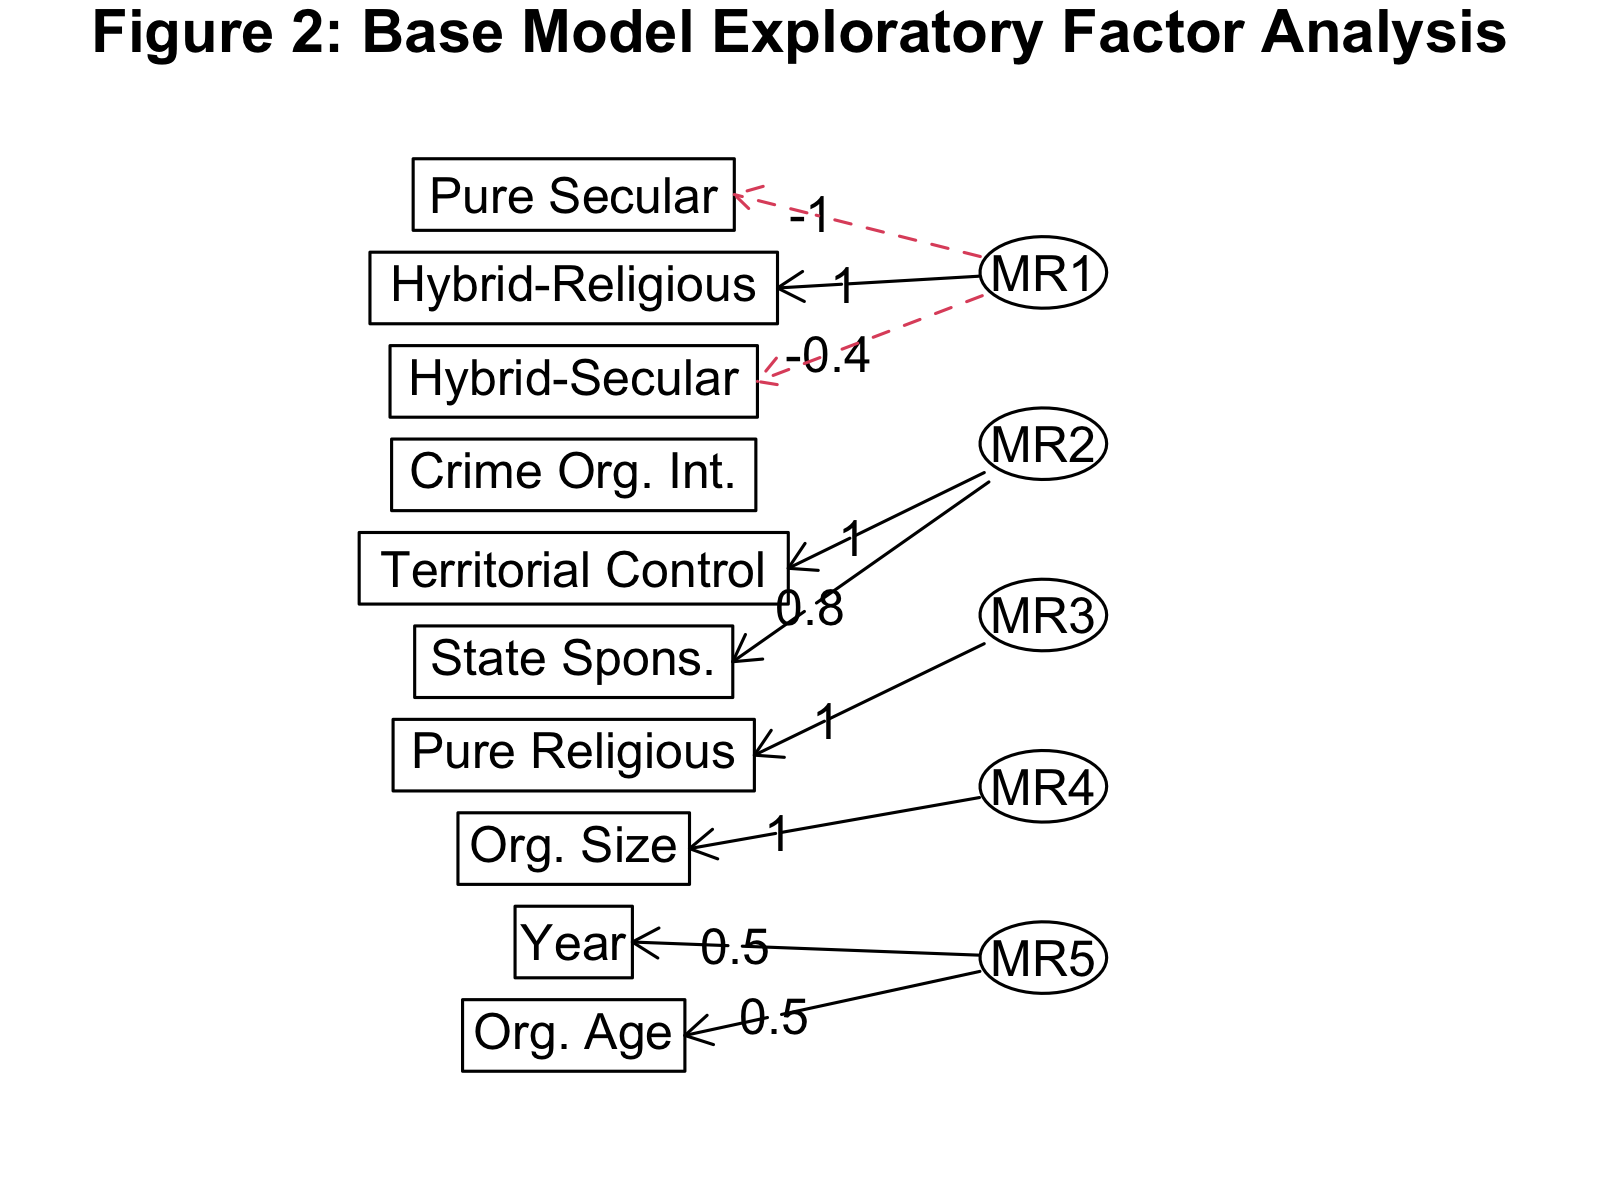 Figure 2: Base Model Exploratory Factor Analysis
Pure Secular
-1
Hybrid-Religious
1
MR1
Hybrid-Secular
-0.4
MR2
Crime Org. Int.
Territorial Control
1
0.8
MR3
State Spons.
Pure Religious
1
MR4
Org. Size
1
Year
0.5
MR5
Org. Age
0.5